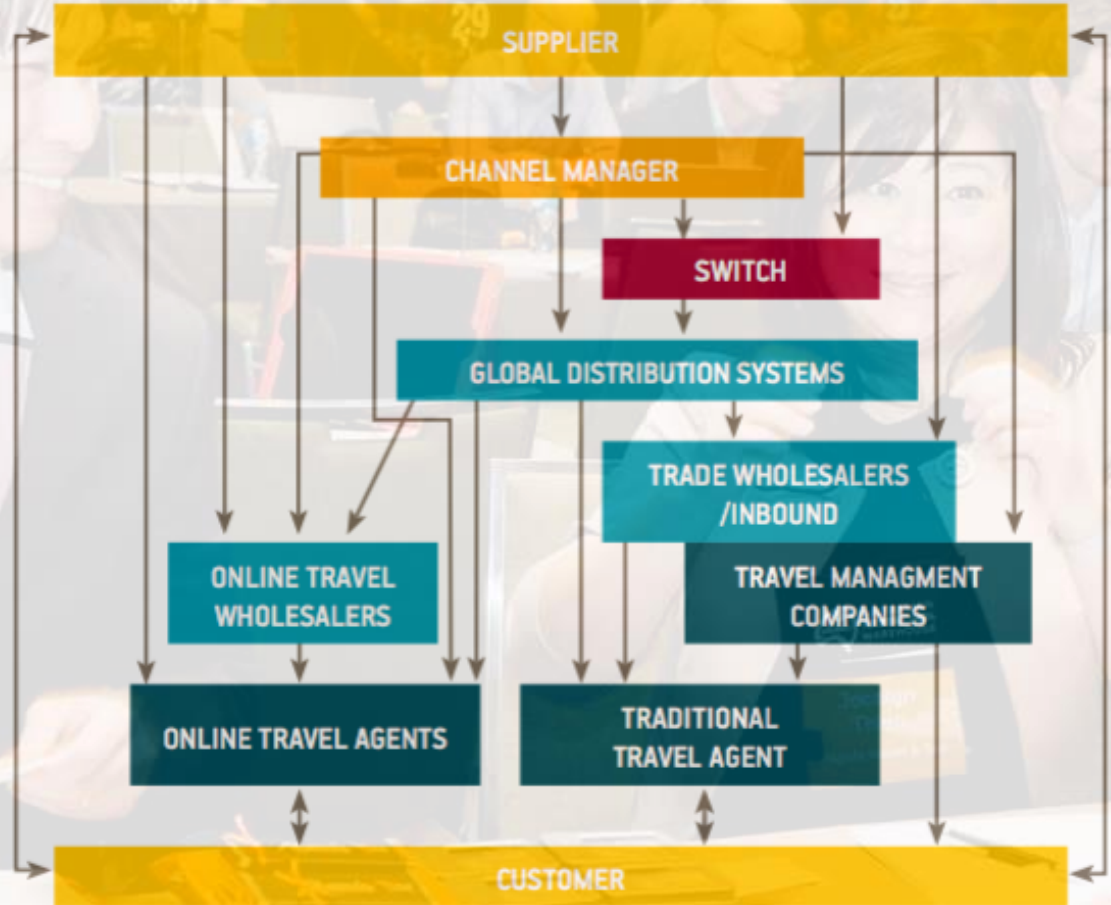 29
SUPPLIER
CHANNEL MANAGER
SWITCH
GLOBAL DISTRIBUTION SYSTEMS
TRADE WHOLESALERS
/INBOUND
ONLINE TRAVEL
WHOLESALERS
TRAVEL MANAGMENT
COMPANIES
ONLINE TRAVEL AGENTS
TRADITIONAL
TRAVEL AGENT
CUSTOMER